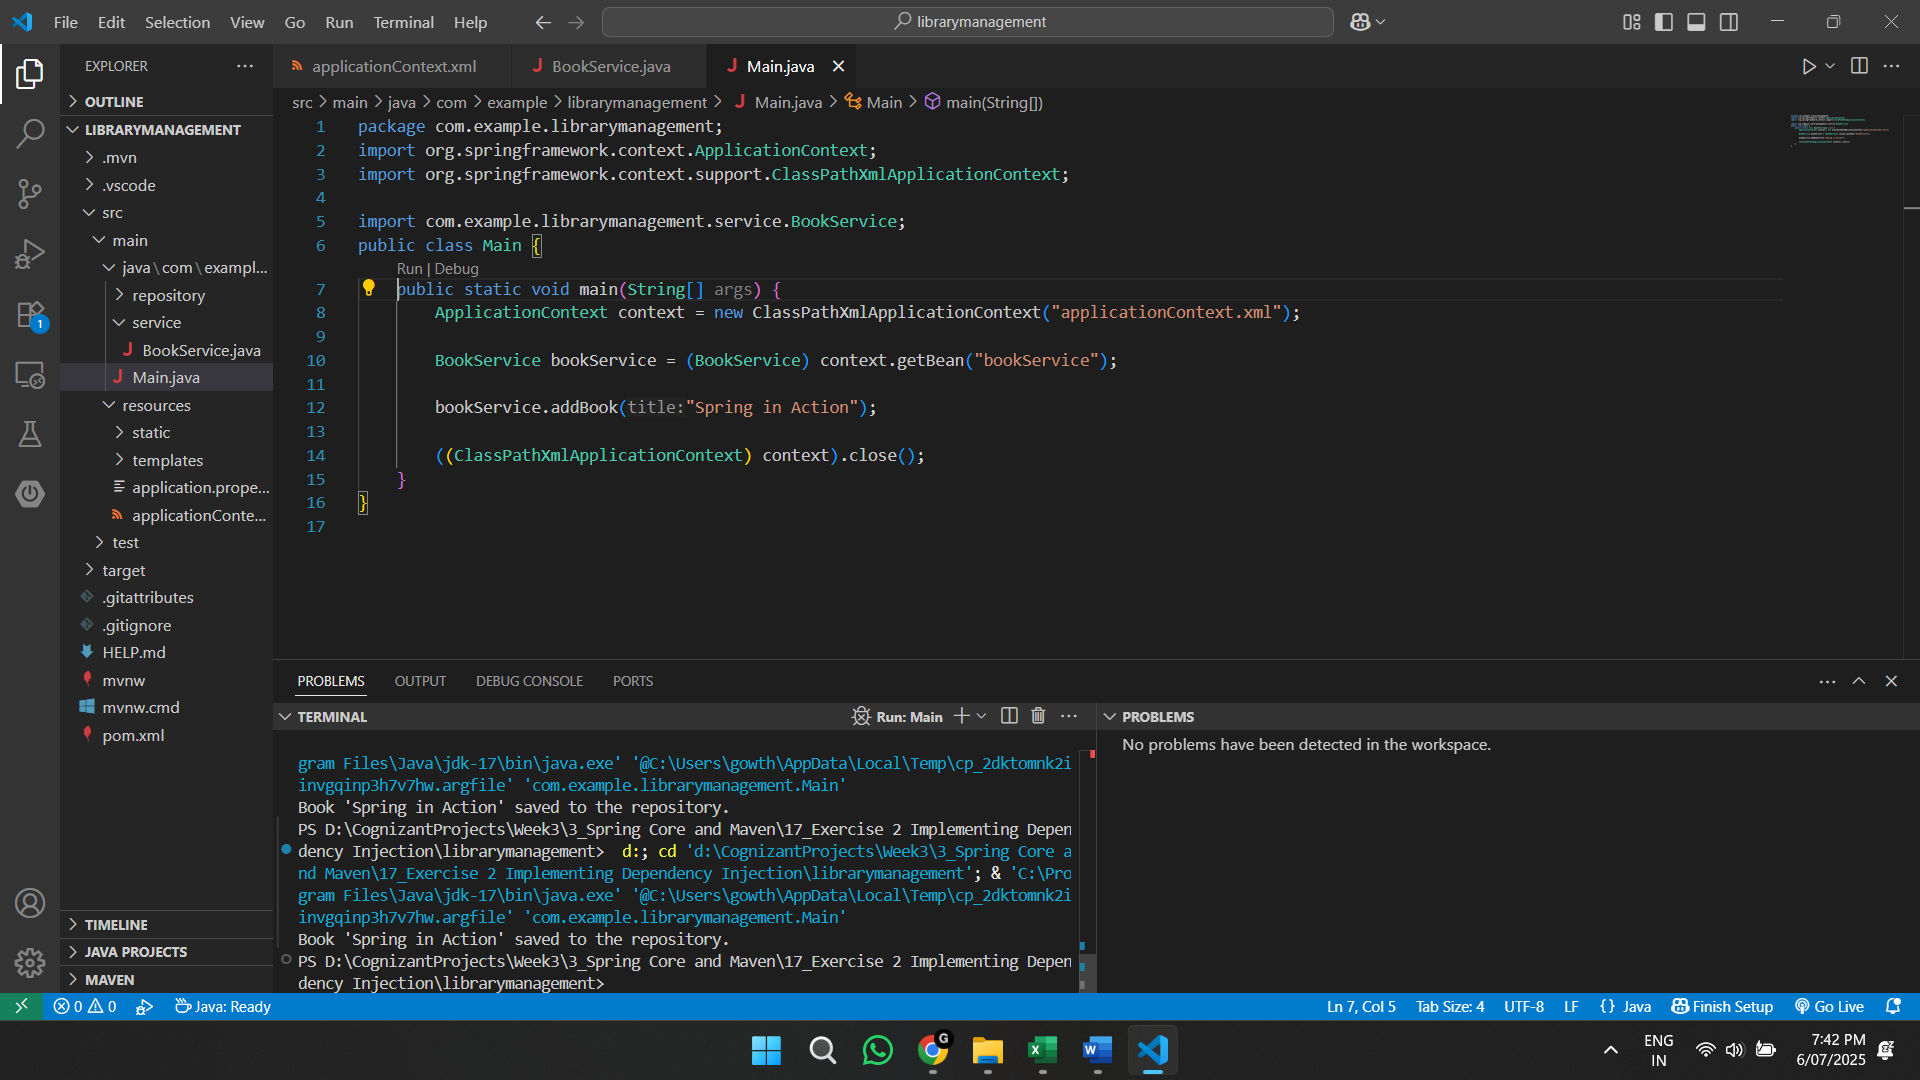 File Edit Selection View Go Run Terminal Help
librarymanagement
EXPLORER
OUTLINE
LIBRARYMANAGEMENT
.mvn
.vscode
src
main
java\com\exampl...
repository
service
BookService.java
Main.java
resources
static
templates
application.prope...
applicationConte...
test
target
.gitattributes
.gitignore
HELP.md
mvnw
mvnw.cmd
pom.xml
TIMELINE
JAVA PROJECTS
MAVEN
1
applicationContext.xml BookService.java Main.java
src > main > java > com > example > librarymanagement > Main.java > Main > main(String[])
1 package com.example.librarymanagement;
2 import org.springframework.context.ApplicationContext;
3 import org.springframework.context.support.ClassPathXmlApplicationContext;
4
5 import com.example.librarymanagement.service.BookService;
6 public class Main {
Run | Debug
7 public static void main(String[] args) {
8 ApplicationContext context = new ClassPathXmlApplicationContext("applicationContext.xml");
9
10 BookService bookService = (BookService) context.getBean("bookService");
11
12 bookService.addBook(title:"Spring in Action");
13
14 ((ClassPathXmlApplicationContext) context).close();
15 }
16 }
17
PROBLEMS OUTPUT DEBUG CONSOLE PORTS
TERMINAL Run: Main
gram Files\Java\jdk-17\bin\java.exe' '@C:\Users\gowth\AppData\Local\Temp\cp_2dktomnk2i
invgqinp3h7v7hw.argfile' 'com.example.librarymanagement.Main'
Book 'Spring in Action' saved to the repository.
PS D:\CognizantProjects\Week3\3_Spring Core and Maven\17_Exercise 2 Implementing Depen
dency Injection\librarymanagement> d:; cd 'd:\CognizantProjects\Week3\3_Spring Core a
nd Maven\17_Exercise 2 Implementing Dependency Injection\librarymanagement'; & 'C:\Pro
gram Files\Java\jdk-17\bin\java.exe' '@C:\Users\gowth\AppData\Local\Temp\cp_2dktomnk2i
invgqinp3h7v7hw.argfile' 'com.example.librarymanagement.Main'
Book 'Spring in Action' saved to the repository.
PS D:\CognizantProjects\Week3\3_Spring Core and Maven\17_Exercise 2 Implementing Depen
dency Injection\librarymanagement>
PROBLEMS
No problems have been detected in the workspace.
0 0 Java: Ready
Ln 7, Col 5 Tab Size: 4 UTF-8 LF {} Java Finish Setup Go Live
G
ENG
IN
7:42 PM
6/07/2025